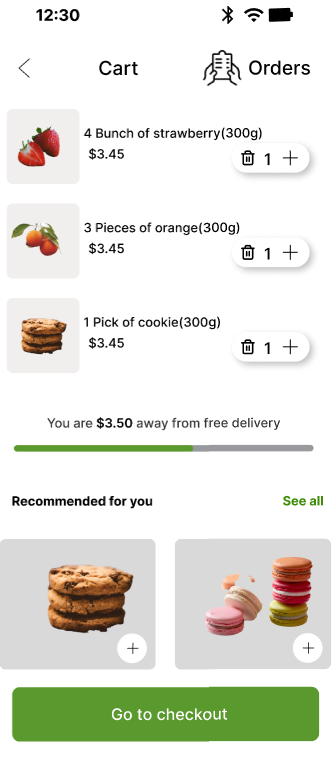 12:30
Cart
Orders
4 Bunch of strawberry(300g)
$3.45
1
3 Pieces of orange(300g)
$3.45
1
1 Pick of cookie(300g)
$3.45
1
You are $3.50 away from free delivery
Recommended for you
See all
Go to checkout